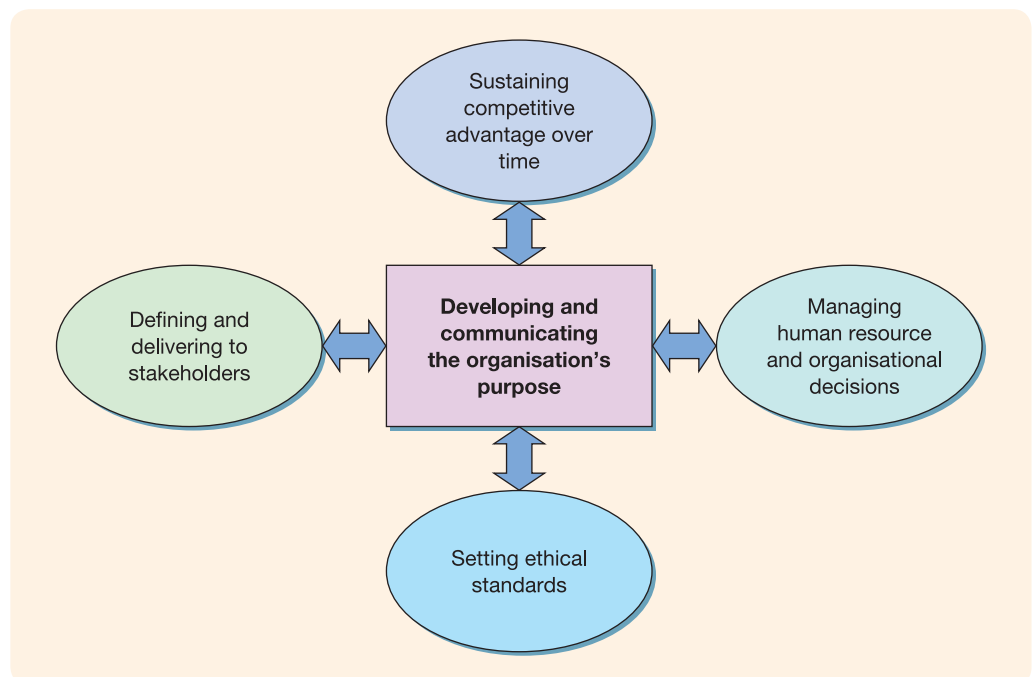 Sustaining
competitive
advantage over
time
Defining and
delivering to
stakeholders
Developing and
communicating
the organisation's
purpose
Managing
human resource
and organisational
decisions
Setting ethical
standards